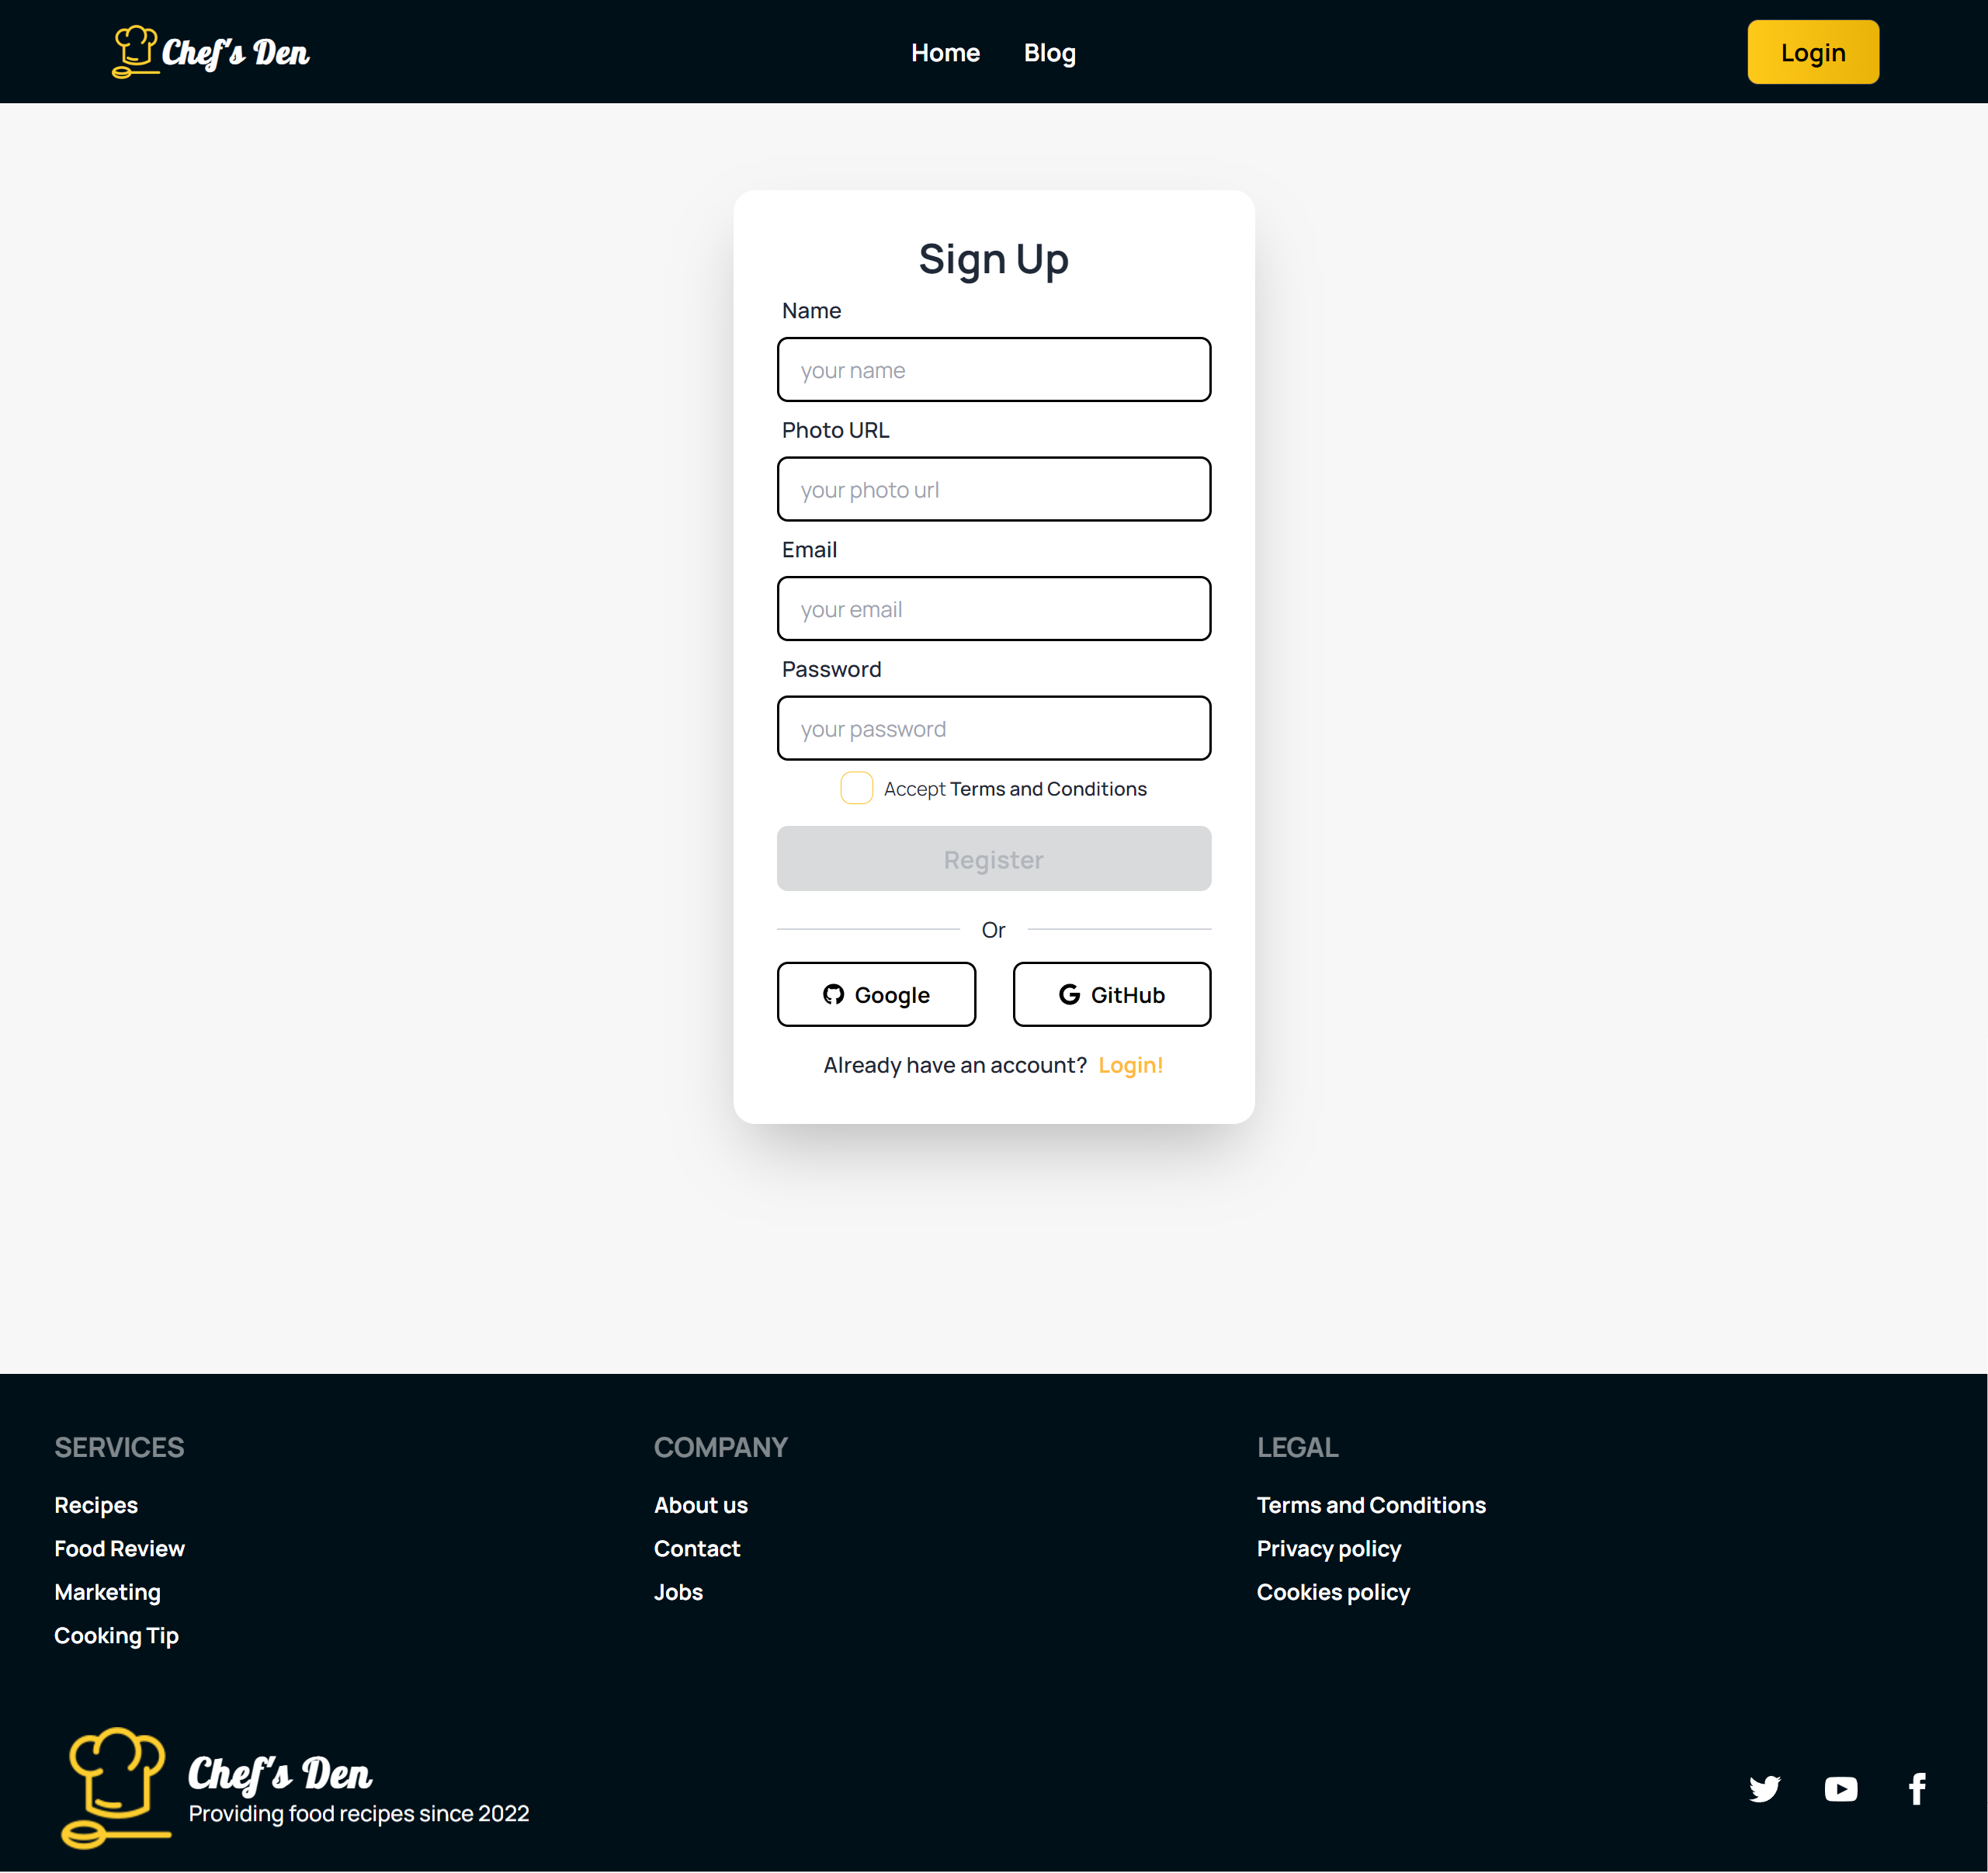 Chef's Den
Home
Blog
Login
Sign Up
Name
your name
Photo URL
your photo url
Email
your email
Password
your password
Accept Terms and Conditions
Register
Or
Google
GitHub
Already have an account? Login!
SERVICES
Recipes
Food Review
Marketing
Cooking Tip
COMPANY
About us
Contact
Jobs
LEGAL
Terms and Conditions
Privacy policy
Cookies policy
Chef's Den
Providing food recipes since 2022